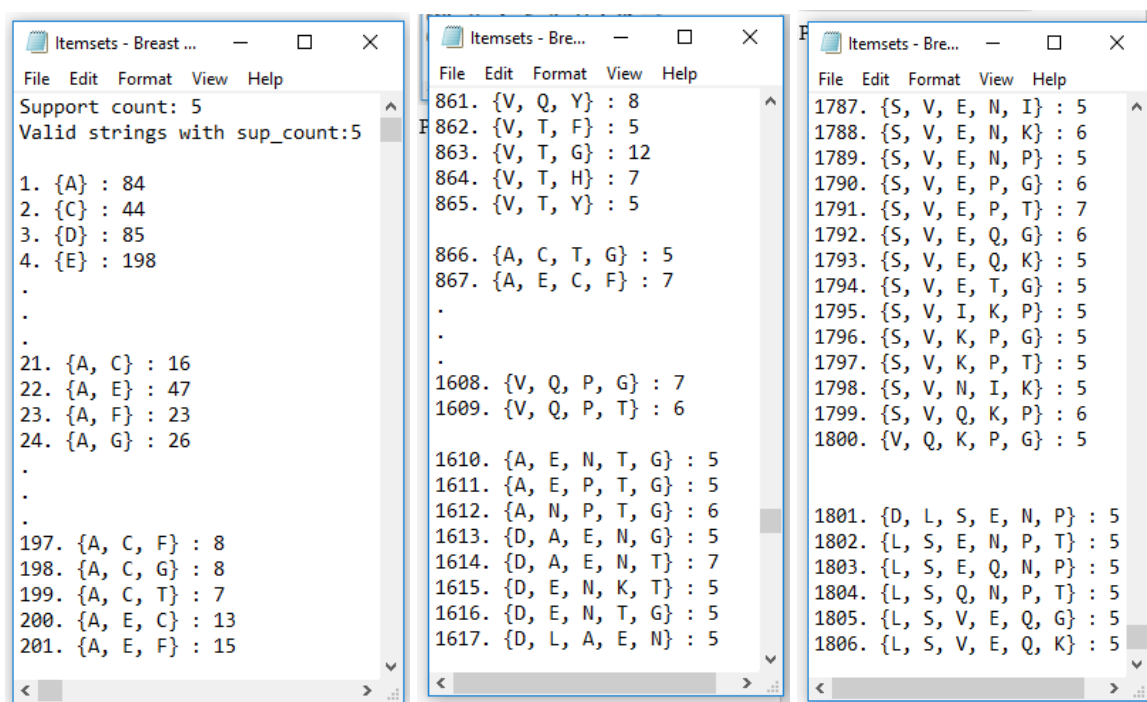 Itemsets - Breast ...
File Edit Format View Help
Support count: 5
Valid strings with sup_count:5
1. {A} : 84
2. {C} : 44
3. {D} : 85
4. {E} : 198
.
.
.
21. {A, C} : 16
22. {A, E} : 47
23. {A, F} : 23
24. {A, G} : 26
.
.
.
197. {A, C, F} : 8
198. {A, C, G} : 8
199. {A, C, T} : 7
200. {A, E, C} : 13
201. {A, E, F} : 15
Itemsets - Bre...
File Edit Format View Help
861. {V, Q, Y} : 8
862. {V, T, F} : 5
863. {V, T, G} : 12
864. {V, T, H} : 7
865. {V, T, Y} : 5
866. {A, C, T, G} : 5
867. {A, E, C, F} : 7
.
.
.
1608. {V, Q, P, G} : 7
1609. {V, Q, P, T} : 6
1610. {A, E, N, T, G} : 5
1611. {A, E, P, T, G} : 5
1612. {A, N, P, T, G} : 6
1613. {D, A, E, N, G} : 5
1614. {D, A, E, N, T} : 7
1615. {D, E, N, K, T} : 5
1616. {D, E, N, T, G} : 5
1617. {D, L, A, E, N} : 5
Itemsets - Bre...
File Edit Format View Help
1787. {S, V, E, N, I} : 5
1788. {S, V, E, N, K} : 6
1789. {S, V, E, N, P} : 5
1790. {S, V, E, P, G} : 6
1791. {S, V, E, P, T} : 7
1792. {S, V, E, Q, G} : 6
1793. {S, V, E, Q, K} : 5
1794. {S, V, E, T, G} : 5
1795. {S, V, I, K, P} : 5
1796. {S, V, K, P, G} : 5
1797. {S, V, K, P, T} : 5
1798. {S, V, N, I, K} : 5
1799. {S, V, Q, K, P} : 6
1800. {V, Q, K, P, G} : 5
1801. {D, L, S, E, N, P} : 5
1802. {L, S, E, N, P, T} : 5
1803. {L, S, E, Q, N, P} : 5
1804. {L, S, Q, N, P, T} : 5
1805. {L, S, V, E, Q, G} : 5
1806. {L, S, V, E, Q, K} : 5